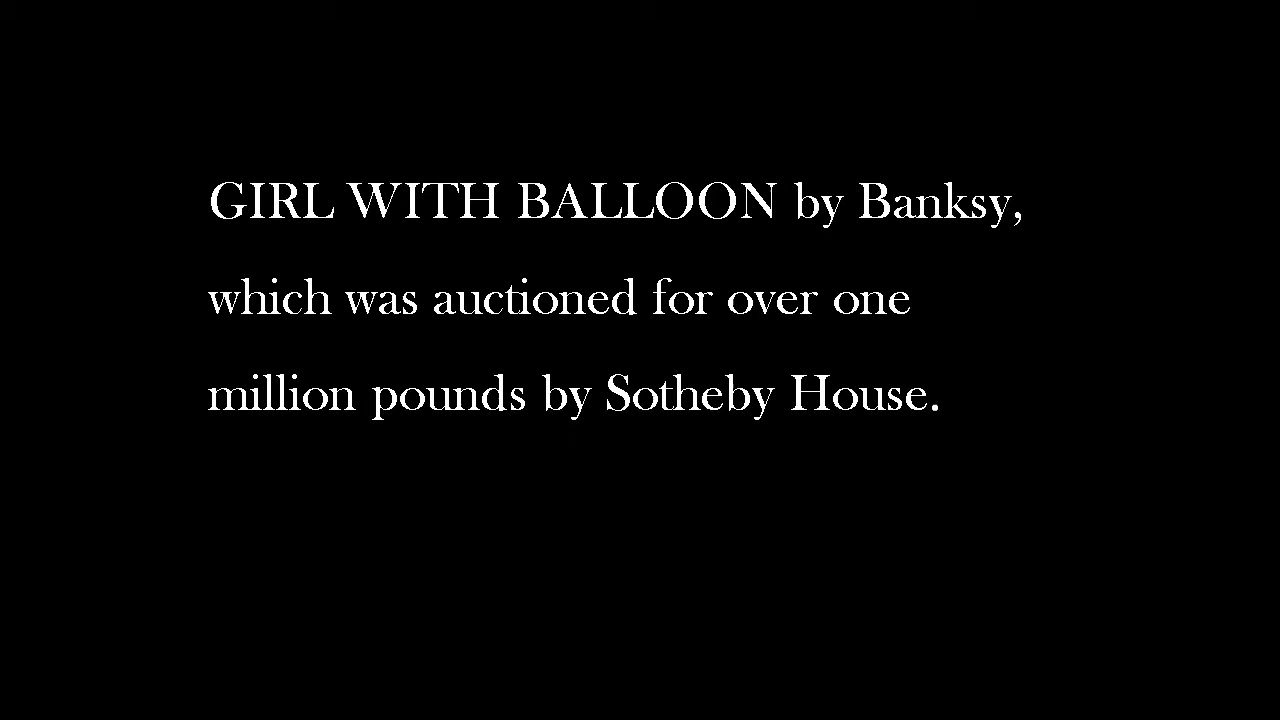 GIRL WITH BALLOON by Banksy,
which was auctioned for over one
million pounds by Sotheby House.